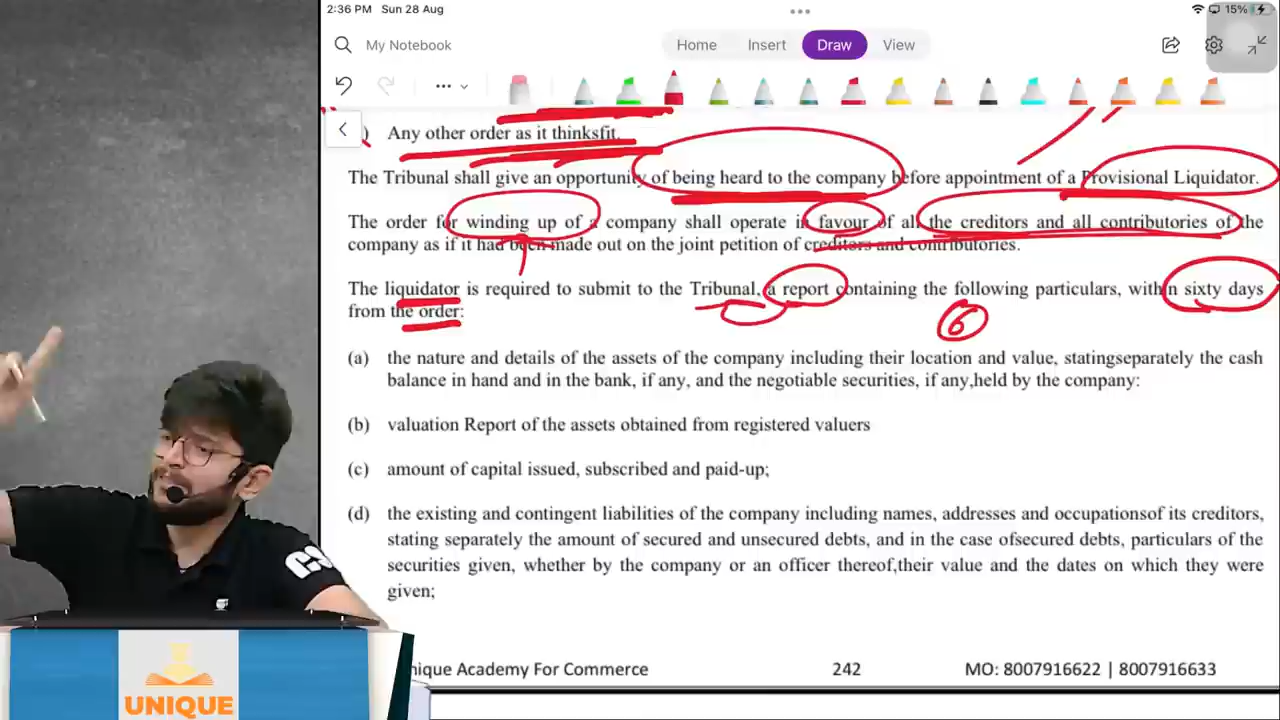 2:36 PM Sun 28 Aug
15%
My Notebook
Home Insert Draw View
) Any other order as it thinksfit.
The Tribunal shall give an opportunity of being heard to the company before appointment of a Provisional Liquidator.
The order for winding up of a company shall operate in favour of all the creditors and all contributories of the
company as if it had been made out on the joint petition of creditors and contributories.
The liquidator is required to submit to the Tribunal, a report containing the following particulars, within sixty days
from the order:
6
(a) the nature and details of the assets of the company including their location and value, statingseparately the cash
balance in hand and in the bank, if any, and the negotiable securities, if any,held by the company:
(b) valuation Report of the assets obtained from registered valuers
(c) amount of capital issued, subscribed and paid-up;
(d) the existing and contingent liabilities of the company including names, addresses and occupationsof its creditors,
stating separately the amount of secured and unsecured debts, and in the case ofsecured debts, particulars of the
securities given, whether by the company or an officer thereof,their value and the dates on which they were
given;
nique Academy For Commerce 242 MO: 8007916622 | 8007916633
UNIQUE